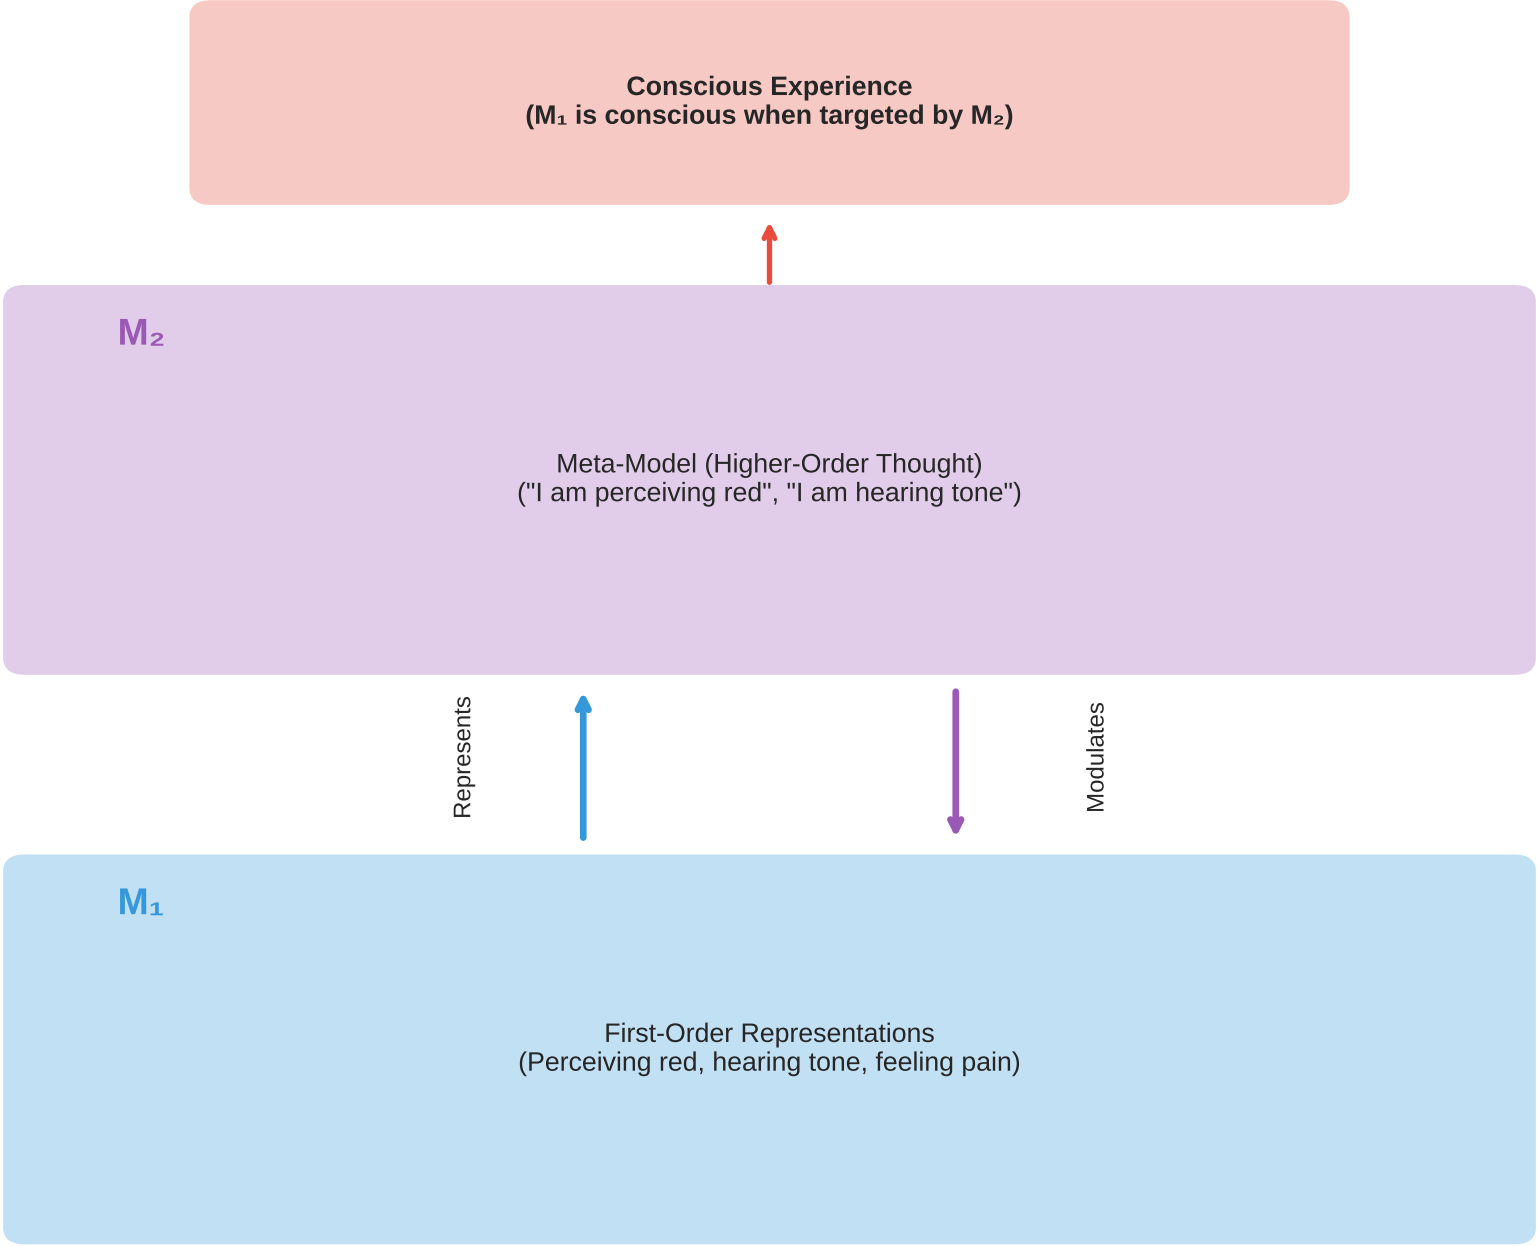 Conscious Experience
(M₁ is conscious when targeted by M₂)
M₂
Meta-Model (Higher-Order Thought)
("I am perceiving red", "I am hearing tone")
Represents
Modulates
M₁
First-Order Representations
(Perceiving red, hearing tone, feeling pain)